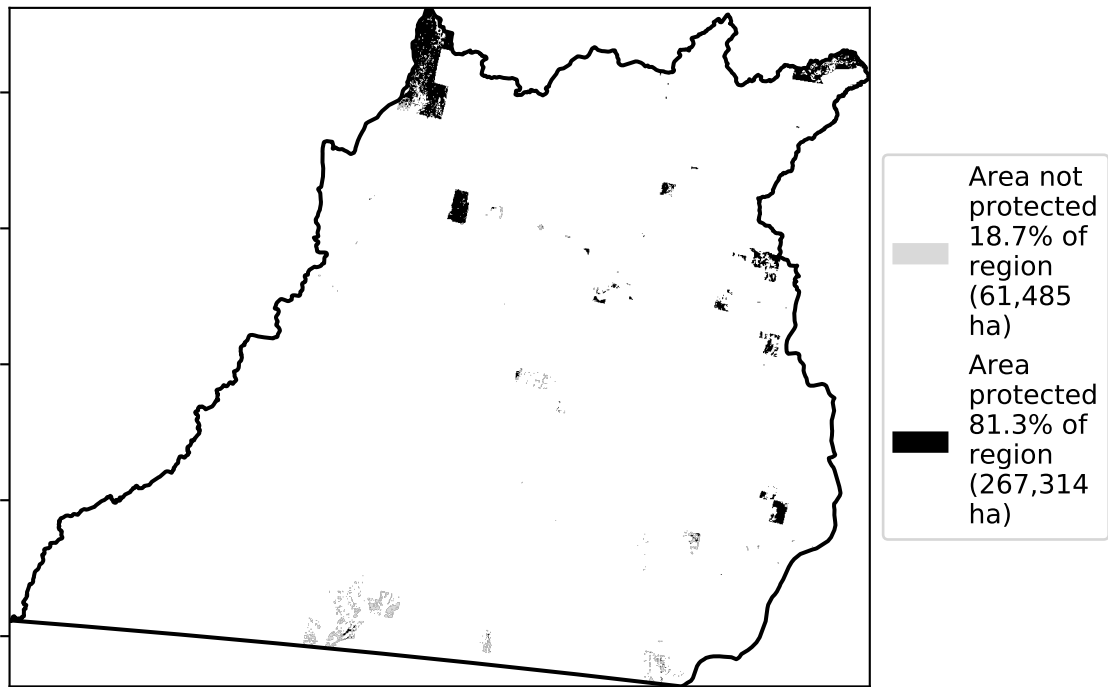 Area not
protected
18.7% of
region
(61,485
ha)
Area
protected
81.3% of
region
(267,314
ha)